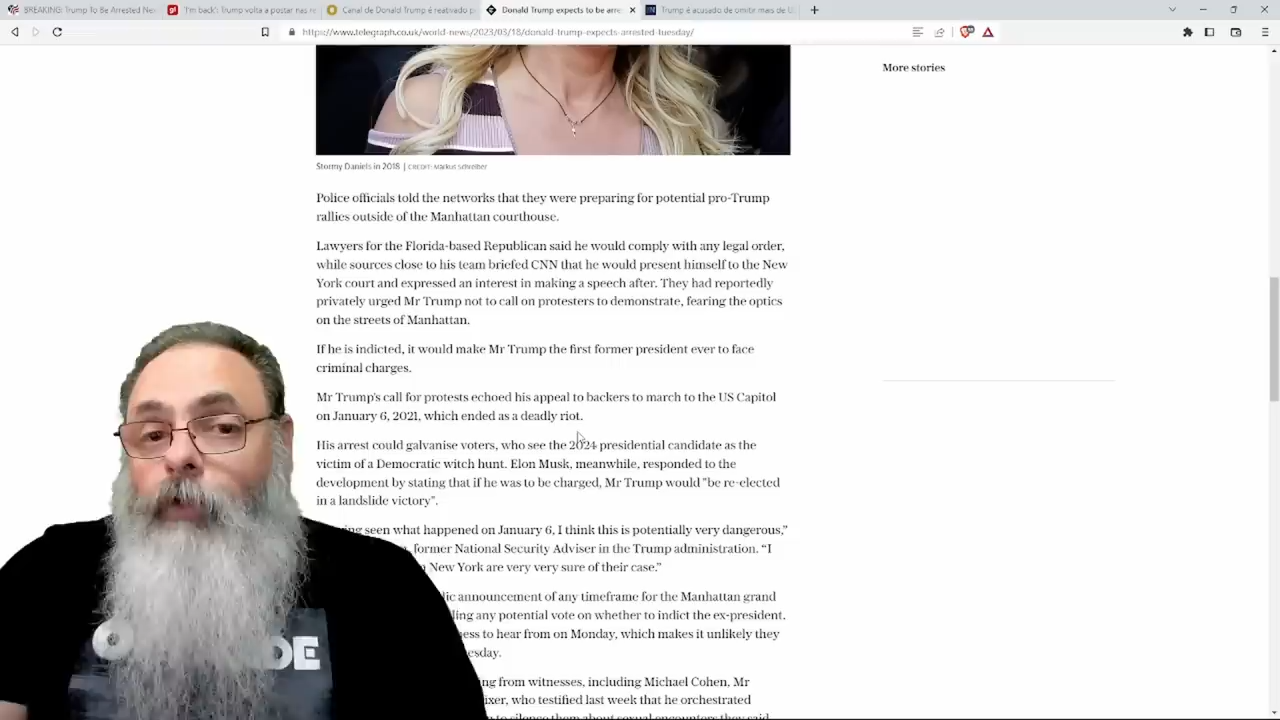 BREAKING: Trump To Be Arrested Nex
'I'm back': Trump volta a postar nas re
Canal de Donald Trump é reativado p
Donald Trump expects to be arre
Trump é acusado de omitir mais de
https://www.telegraph.co.uk/world-news/2023/03/18/donald-trump-expects-arrested-tuesday/
More stories
Stormy Daniels in 2018 | CREDIT: Markus Schreiber
Police officials told the networks that they were preparing for potential pro-Trump
rallies outside of the Manhattan courthouse.
Lawyers for the Florida-based Republican said he would comply with any legal order,
while sources close to his team briefed CNN that he would present himself to the New
York court and expressed an interest in making a speech after. They had reportedly
privately urged Mr Trump not to call on protesters to demonstrate, fearing the optics
on the streets of Manhattan.
If he is indicted, it would make Mr Trump the first former president ever to face
criminal charges.
Mr Trump's call for protests echoed his appeal to backers to march to the US Capitol
on January 6, 2021, which ended as a deadly riot.
His arrest could galvanise voters, who see the 2024 presidential candidate as the
victim of a Democratic witch hunt. Elon Musk, meanwhile, responded to the
development by stating that if he was to be charged, Mr Trump would "be re-elected
in a landslide victory".
seen what happened on January 6, I think this is potentially very dangerous,"
former National Security Adviser in the Trump administration. "I
New York are very very sure of their case."
announcement of any timeframe for the Manhattan grand
any potential vote on whether to indict the ex-president.
to hear from on Monday, which makes it unlikely they
from witnesses, including Michael Cohen, Mr
who testified last week that he orchestrated
to silence them about sexual encounters they said
DE